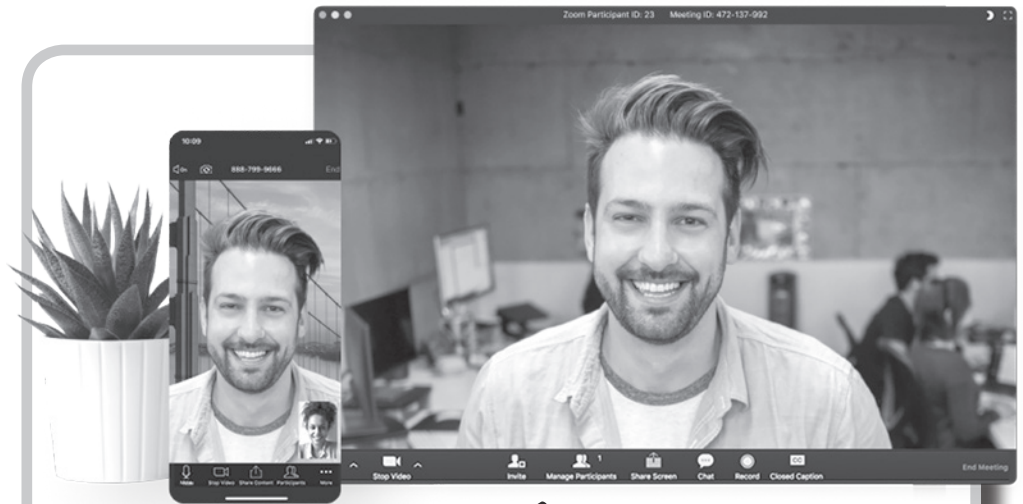 Zoom Participant ID: 23 Meeting ID: 472-137-992
10:09
888-799-9666 End
Stop Video Share Content Participants More
Stop Video Invite Manage Participants 1 Share Screen Chat Record Closed Caption End Meeting